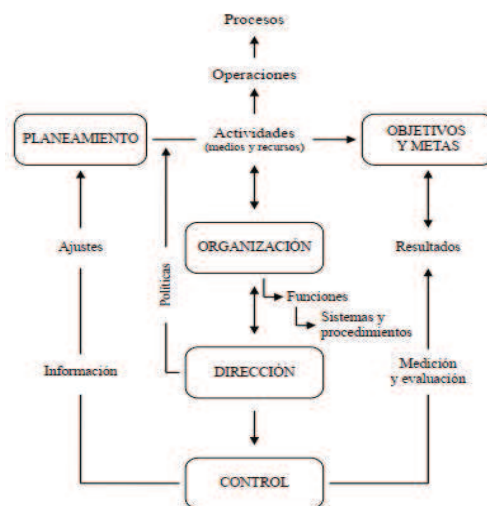 Procesos
Operaciones
PLANEAMIENTO
Actividades
(medios y recursos)
OBJETIVOS
Y METAS
Ajustes
Políticas
ORGANIZACIÓN
Resultados
Funciones
Sistemas y
procedimientos
Información
DIRECCIÓN
Medición
y evaluación
CONTROL